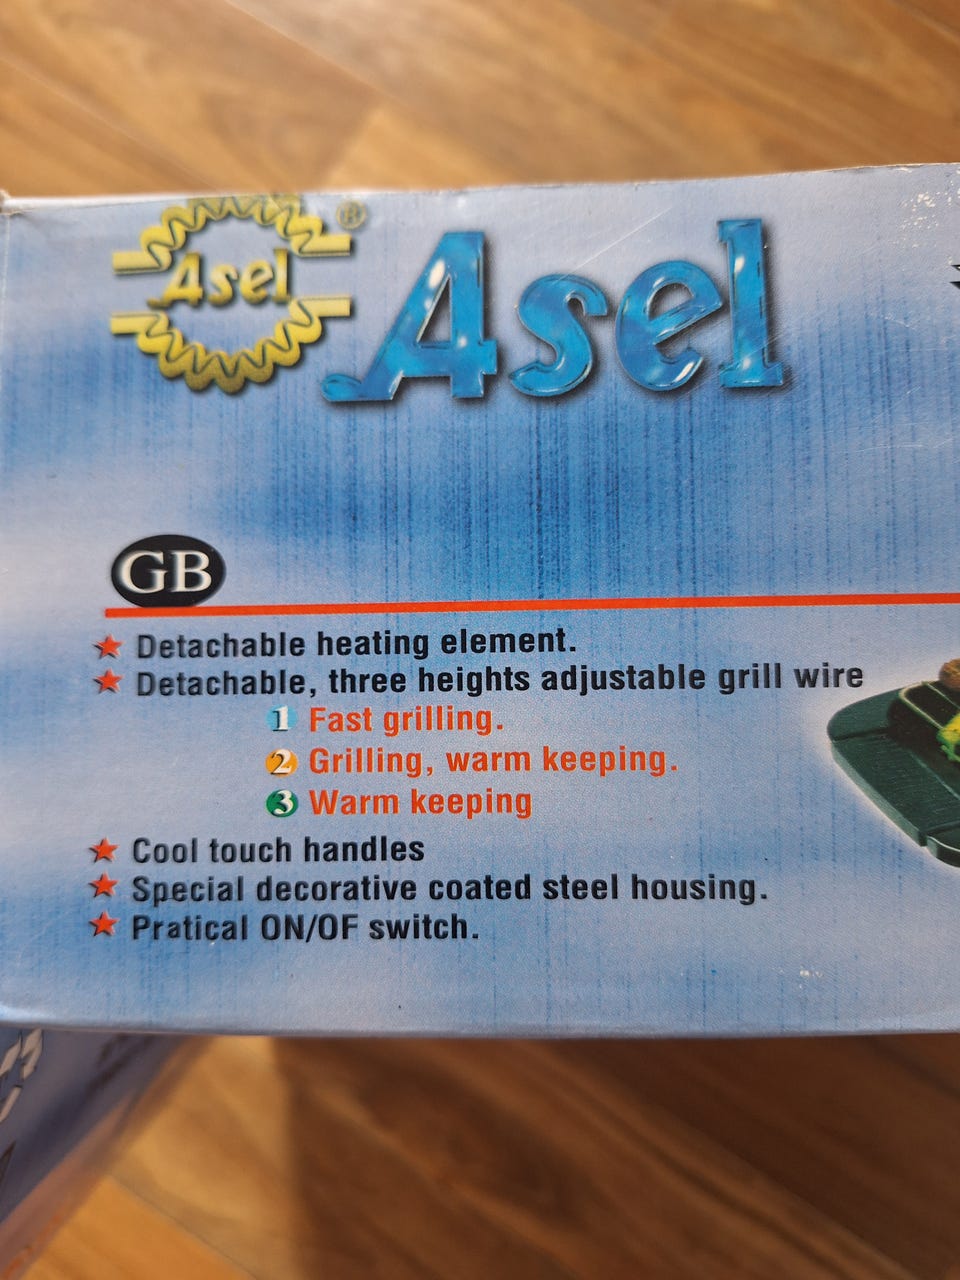 Asel ®
Asel
GB
★ Detachable heating element.
★ Detachable, three heights adjustable grill wire
1 Fast grilling.
2 Grilling, warm keeping.
3 Warm keeping
★ Cool touch handles
★ Special decorative coated steel housing.
★ Pratical ON/OF switch.